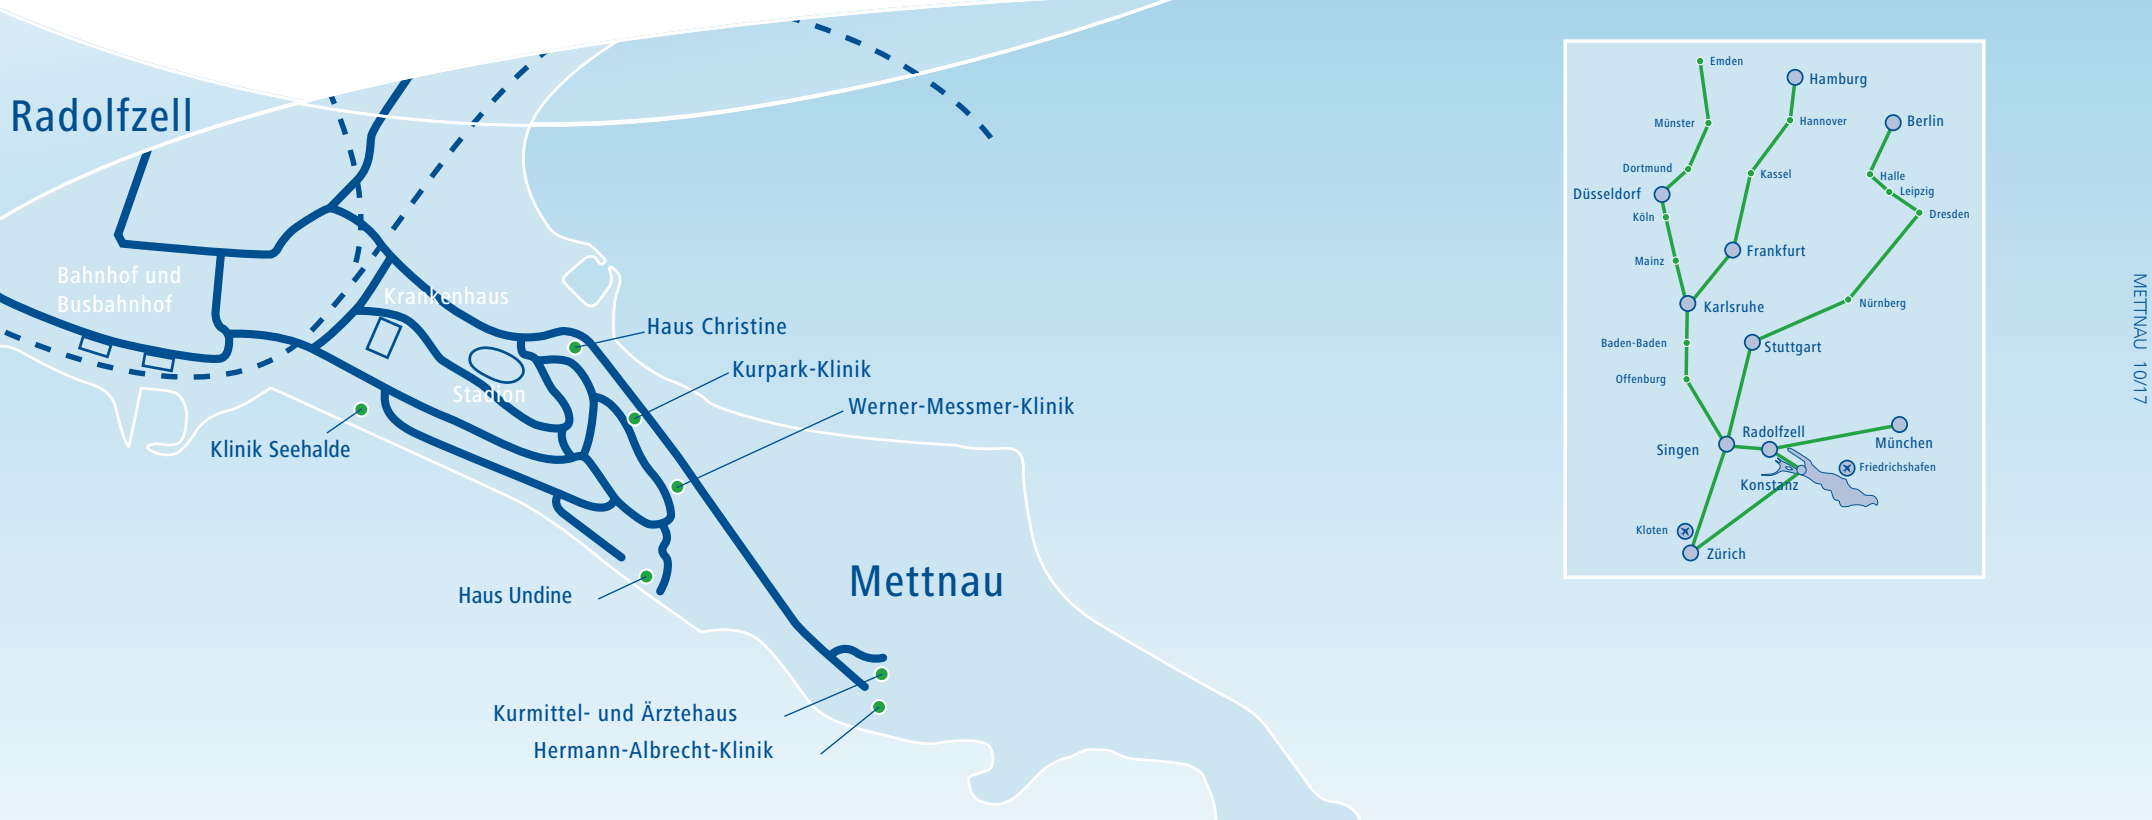 Radolfzell
Bahnhof und
Busbahnhof
Krankenhaus
Stadion
Haus Christine
Kurpark-Klinik
Werner-Messmer-Klinik
Klinik Seehalde
Haus Undine
Mettnau
Kurmittel- und Ärztehaus
Hermann-Albrecht-Klinik
Emden
Hamburg
Münster
Hannover
Berlin
Dortmund
Kassel
Halle
Düsseldorf
Leipzig
Köln
Dresden
Mainz
Frankfurt
Karlsruhe
Nürnberg
Baden-Baden
Stuttgart
Offenburg
Radolfzell
München
Singen
Friedrichshafen
Konstanz
Kloten
Zürich
METTNAU 10/17